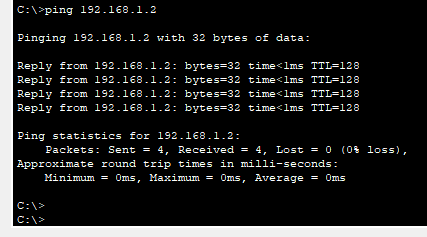 C:\>ping 192.168.1.2
Pinging 192.168.1.2 with 32 bytes of data:
Reply from 192.168.1.2: bytes=32 time<1ms TTL=128
Reply from 192.168.1.2: bytes=32 time<1ms TTL=128
Reply from 192.168.1.2: bytes=32 time<1ms TTL=128
Reply from 192.168.1.2: bytes=32 time<1ms TTL=128
Ping statistics for 192.168.1.2:
    Packets: Sent = 4, Received = 4, Lost = 0 (0% loss),
Approximate round trip times in milli-seconds:
    Minimum = 0ms, Maximum = 0ms, Average = 0ms
C:\>
C:\>